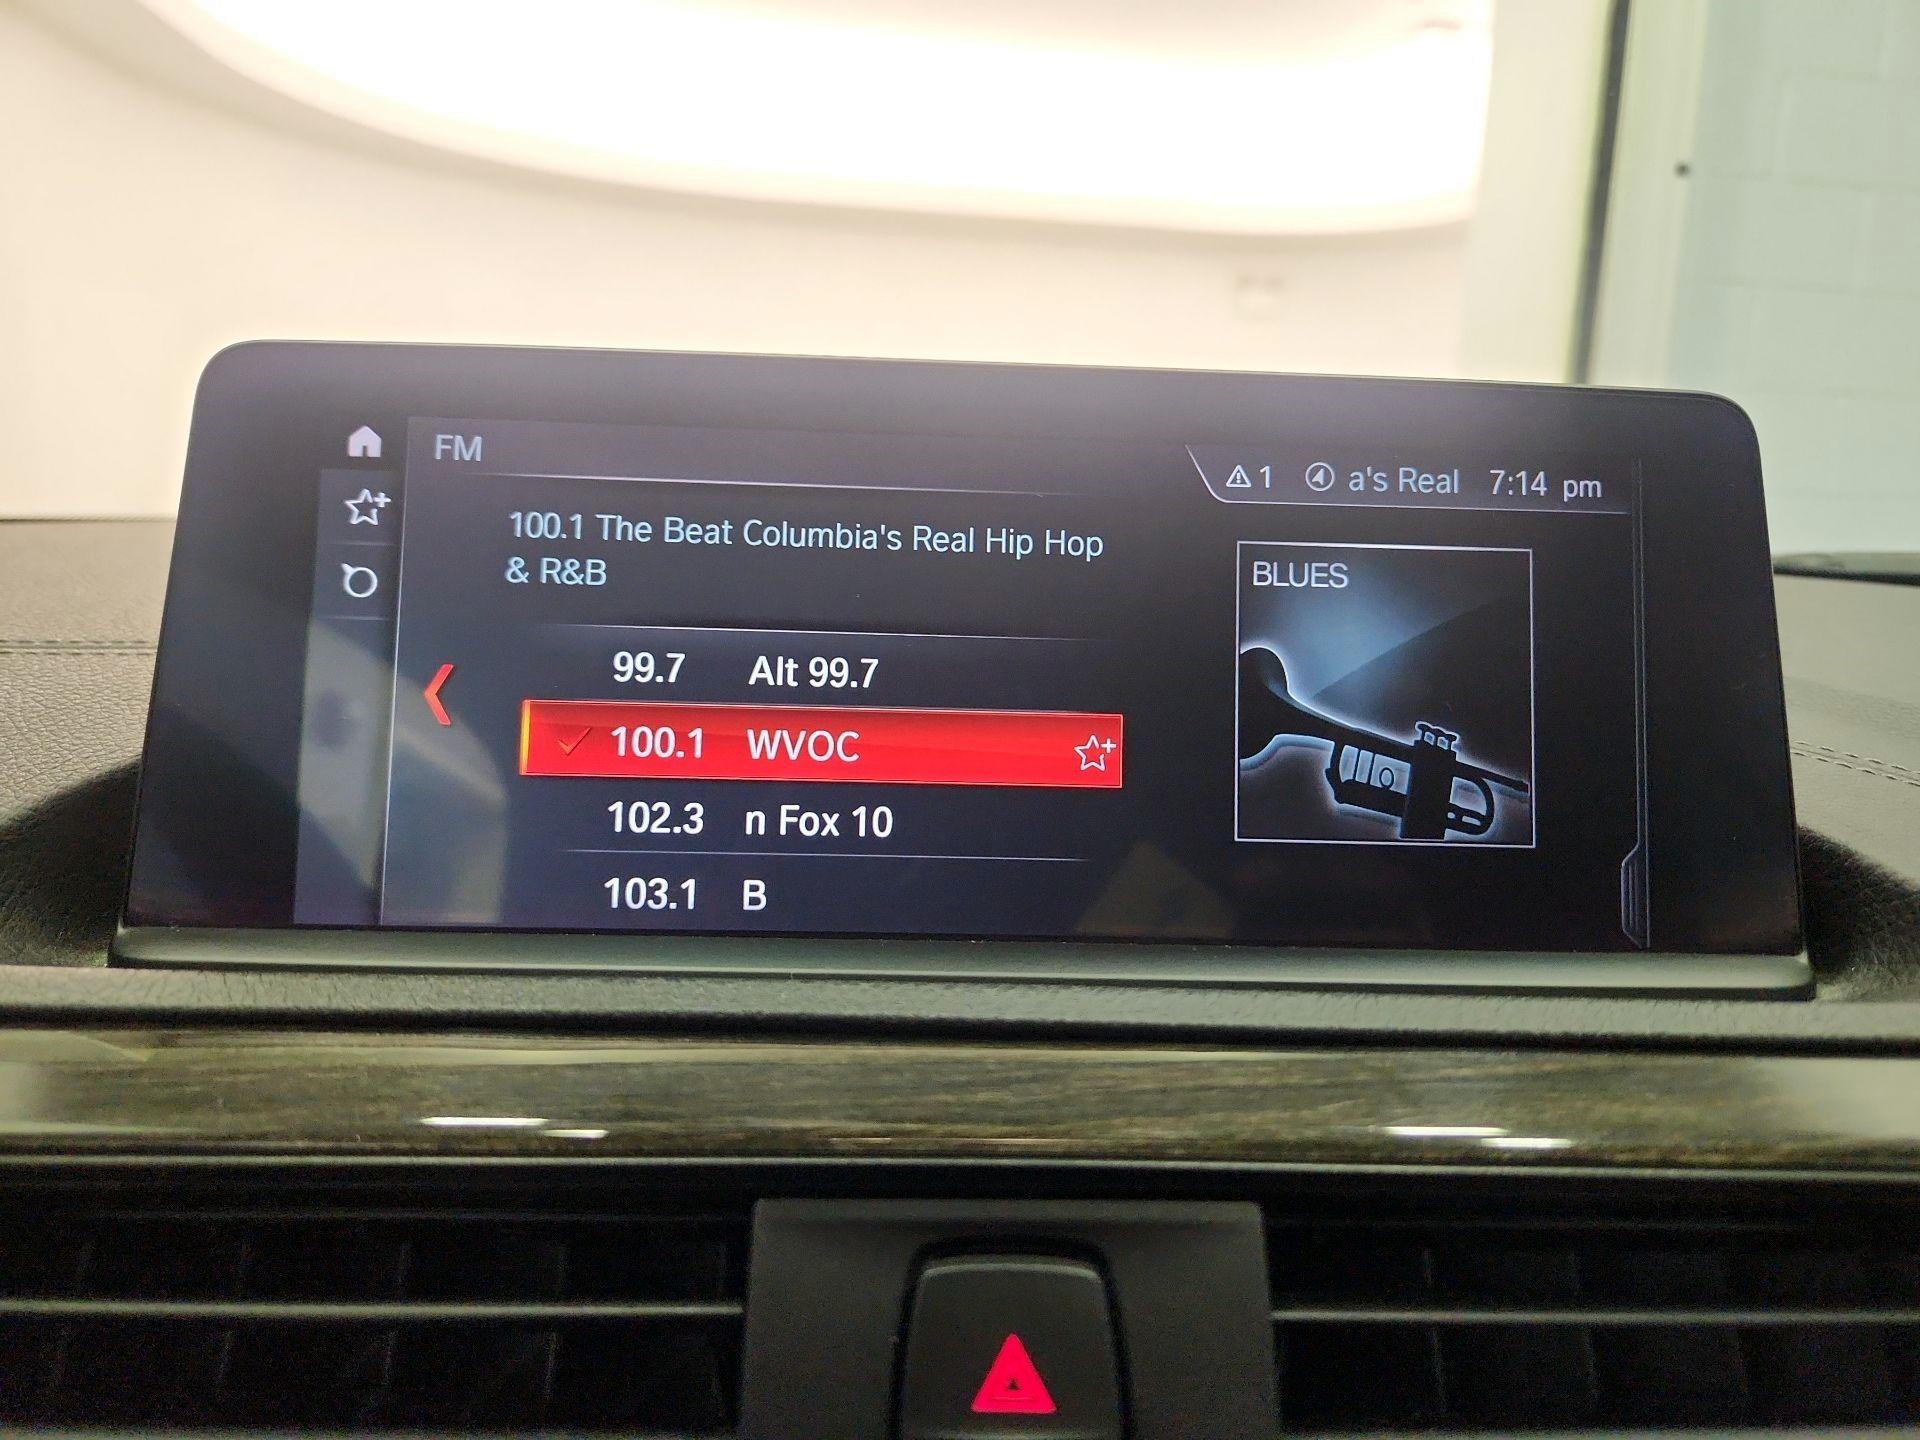 FM
1 a's Real 7:14 pm
100.1 The Beat Columbia's Real Hip Hop
& R&B
BLUES
99.7 Alt 99.7
100.1 WVOC
102.3 n Fox 10
103.1 B